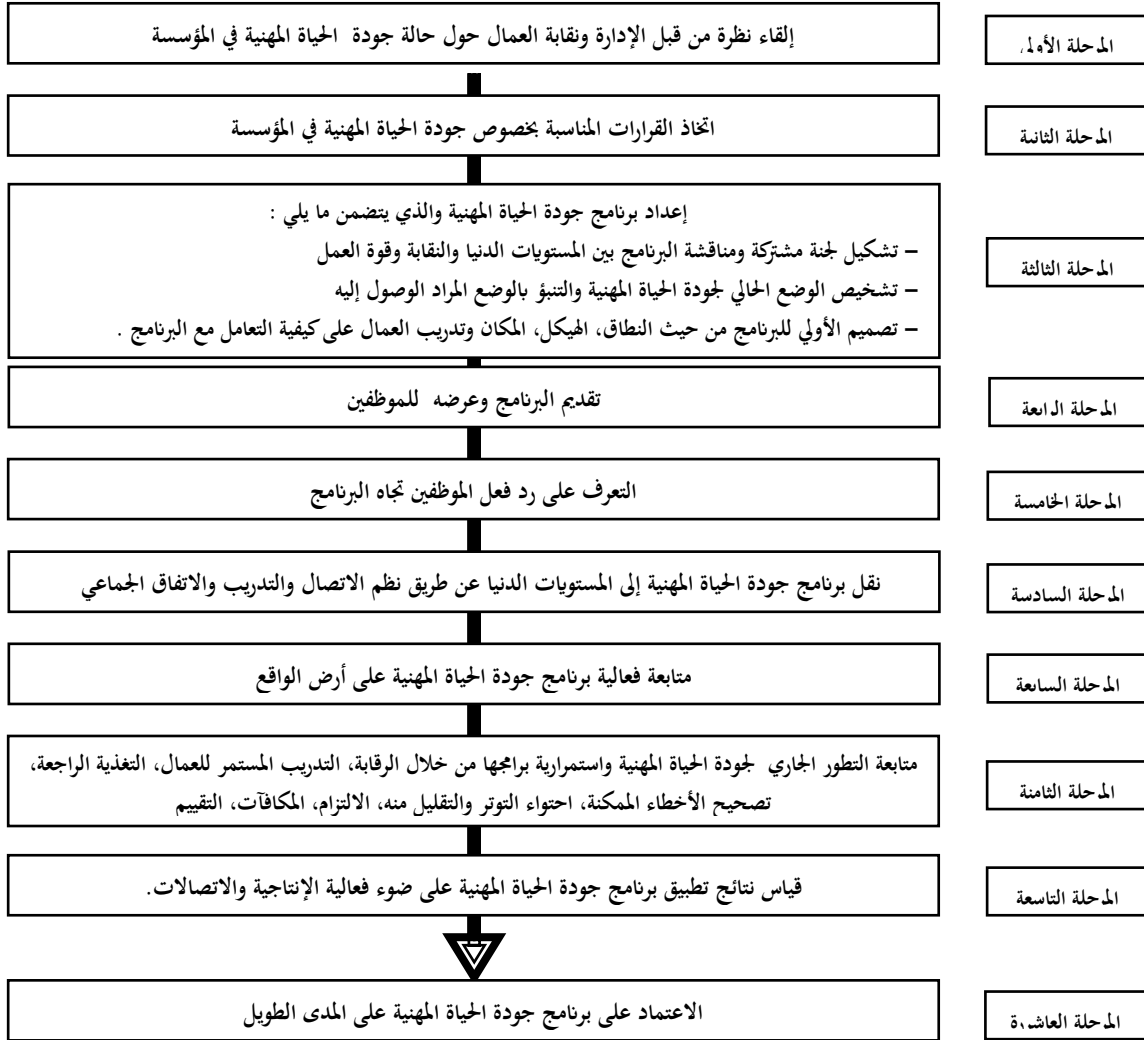 المرحلة الأولى
إلقاء نظرة من قبل الإدارة ونقابة العمال حول حالة جودة الحياة المهنية في المؤسسة
المرحلة الثانية
اتخاذ القرارات المناسبة بخصوص جودة الحياة المهنية في المؤسسة
المرحلة الثالثة
إعداد برنامج جودة الحياة المهنية والذي يتضمن ما يلي :
– تشكيل لجنة مشتركة ومناقشة البرنامج بين المستويات الدنيا والنقابة وقوة العمل
– تشخيص الوضع الحالي لجودة الحياة المهنية والتنبؤ بالوضع المراد الوصول إليه
– تصميم الأولي للبرنامج من حيث النطاق، الهيكل، المكان وتدريب العمال على كيفية التعامل مع البرنامج .
المرحلة الرابعة
تقديم البرنامج وعرضه للموظفين
المرحلة الخامسة
التعرف على رد فعل الموظفين تجاه البرنامج
المرحلة السادسة
نقل برنامج جودة الحياة المهنية إلى المستويات الدنيا عن طريق نظم الاتصال والتدريب والاتفاق الجماعي
المرحلة السابعة
متابعة فعالية برنامج جودة الحياة المهنية على أرض الواقع
المرحلة الثامنة
متابعة التطور الجاري لجودة الحياة المهنية واستمرارية برامجها من خلال الرقابة، التدريب المستمر للعمال، التغذية الراجعة،
تصحيح الأخطاء الممكنة، احتواء التوتر والتقليل منه، الالتزام، المكافآت، التقييم
المرحلة التاسعة
قياس نتائج تطبيق برنامج جودة الحياة المهنية على ضوء فعالية الإنتاجية والاتصالات.
المرحلة العاشرة
الاعتماد على برنامج جودة الحياة المهنية على المدى الطويل